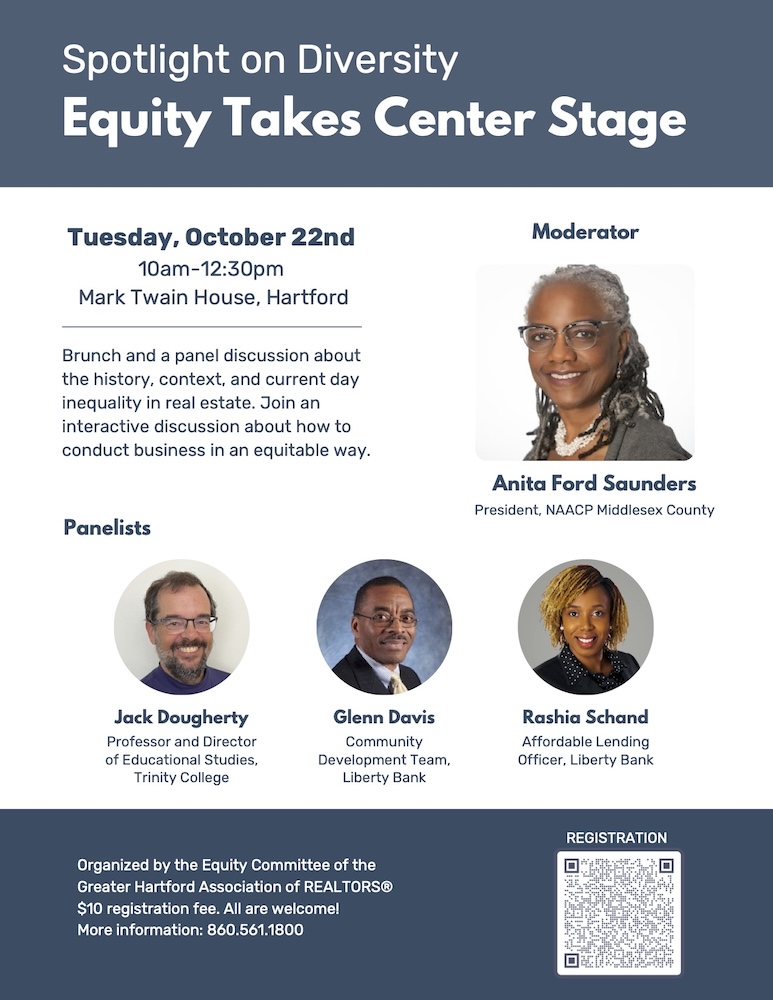 Spotlight on Diversity
Equity Takes Center Stage
Tuesday, October 22nd
10am-12:30pm
Mark Twain House, Hartford
Brunch and a panel discussion about
the history, context, and current day
inequality in real estate. Join an
interactive discussion about how to
conduct business in an equitable way.
Moderator
Anita Ford Saunders
President, NAACP Middlesex County
Panelists
Jack Dougherty
Professor and Director
of Educational Studies,
Trinity College
Glenn Davis
Community
Development Team,
Liberty Bank
Rashia Schand
Affordable Lending
Officer, Liberty Bank
Organized by the Equity Committee of the
Greater Hartford Association of REALTORS®
$10 registration fee. All are welcome!
More information: 860.561.1800
REGISTRATION